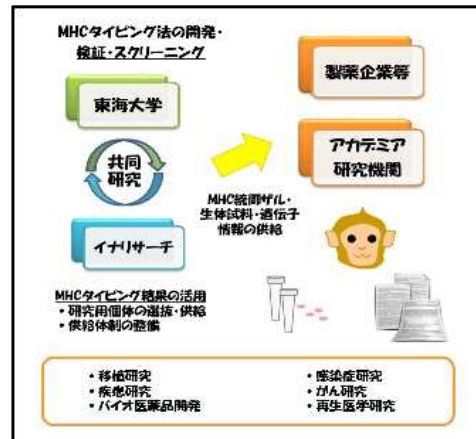 MHCタイピング法の開発・
検証・スクリーニング
東海大学
共同
研究
イナリサーチ
MHCタイピング結果の活用
・研究用個体の選抜・供給
・供給体制の整備
製薬企業等
アカデミア
研究機関
MHC統御ザル・
生体試料・遺伝子
情報の供給
・移植研究
・疾患研究
・バイオ医薬品開発
・感染症研究
・がん研究
・再生医学研究